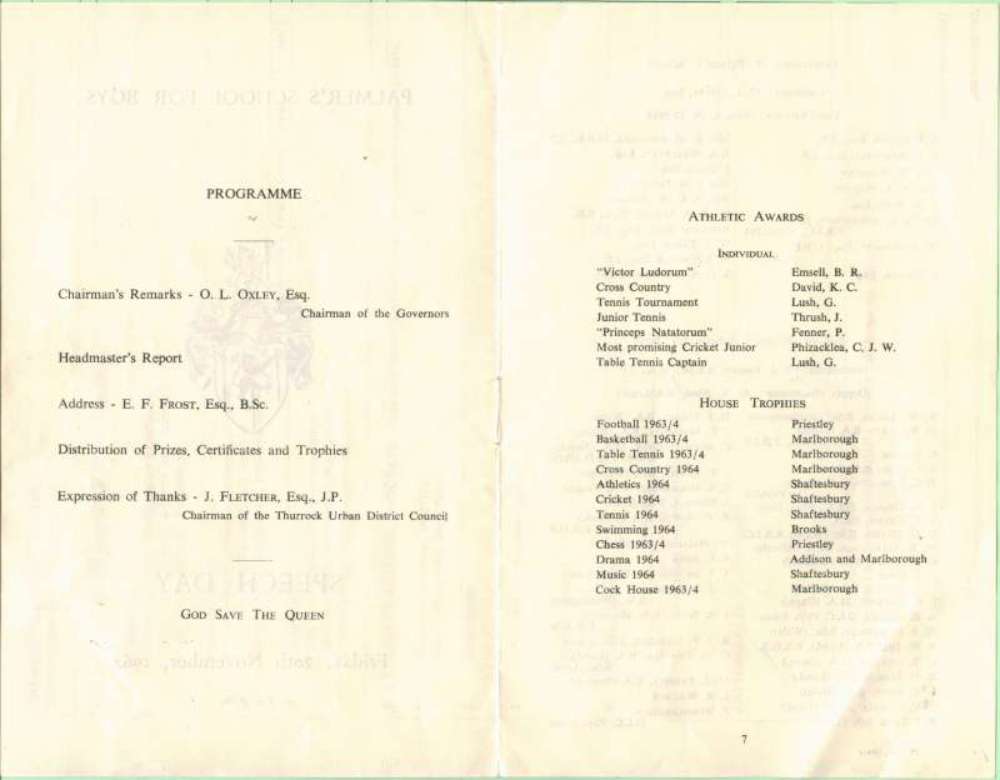 PROGRAMME
Chairman's Remarks - O. L. OXLEY, Esq.
Chairman of the Governors
Headmaster's Report
Address - E. F. FROST, Esq., B.Sc.
Distribution of Prizes, Certificates and Trophies
Expression of Thanks - J. FLETCHER, Esq., J.P.
Chairman of the Thurrock Urban District Council
GOD SAVE THE QUEEN
ATHLETIC AWARDS
INDIVIDUAL
"Victor Ludorum" Emsell, B. R.
Cross Country David, K. C.
Tennis Tournament Lush, G.
Junior Tennis Thrush, J.
"Princeps Natatorum" Fenner, P.
Most promising Cricket Junior Phizacklea, C. J. W.
Table Tennis Captain Lush, G.
HOUSE TROPHIES
Football 1963/4 Priestley
Basketball 1963/4 Marlborough
Table Tennis 1963/4 Marlborough
Cross Country 1964 Marlborough
Athletics 1964 Shaftesbury
Cricket 1964 Shaftesbury
Tennis 1964 Shaftesbury
Swimming 1964 Brooks
Chess 1963/4 Priestley
Drama 1964 Addison and Marlborough
Music 1964 Shaftesbury
Cock House 1963/4 Marlborough
7